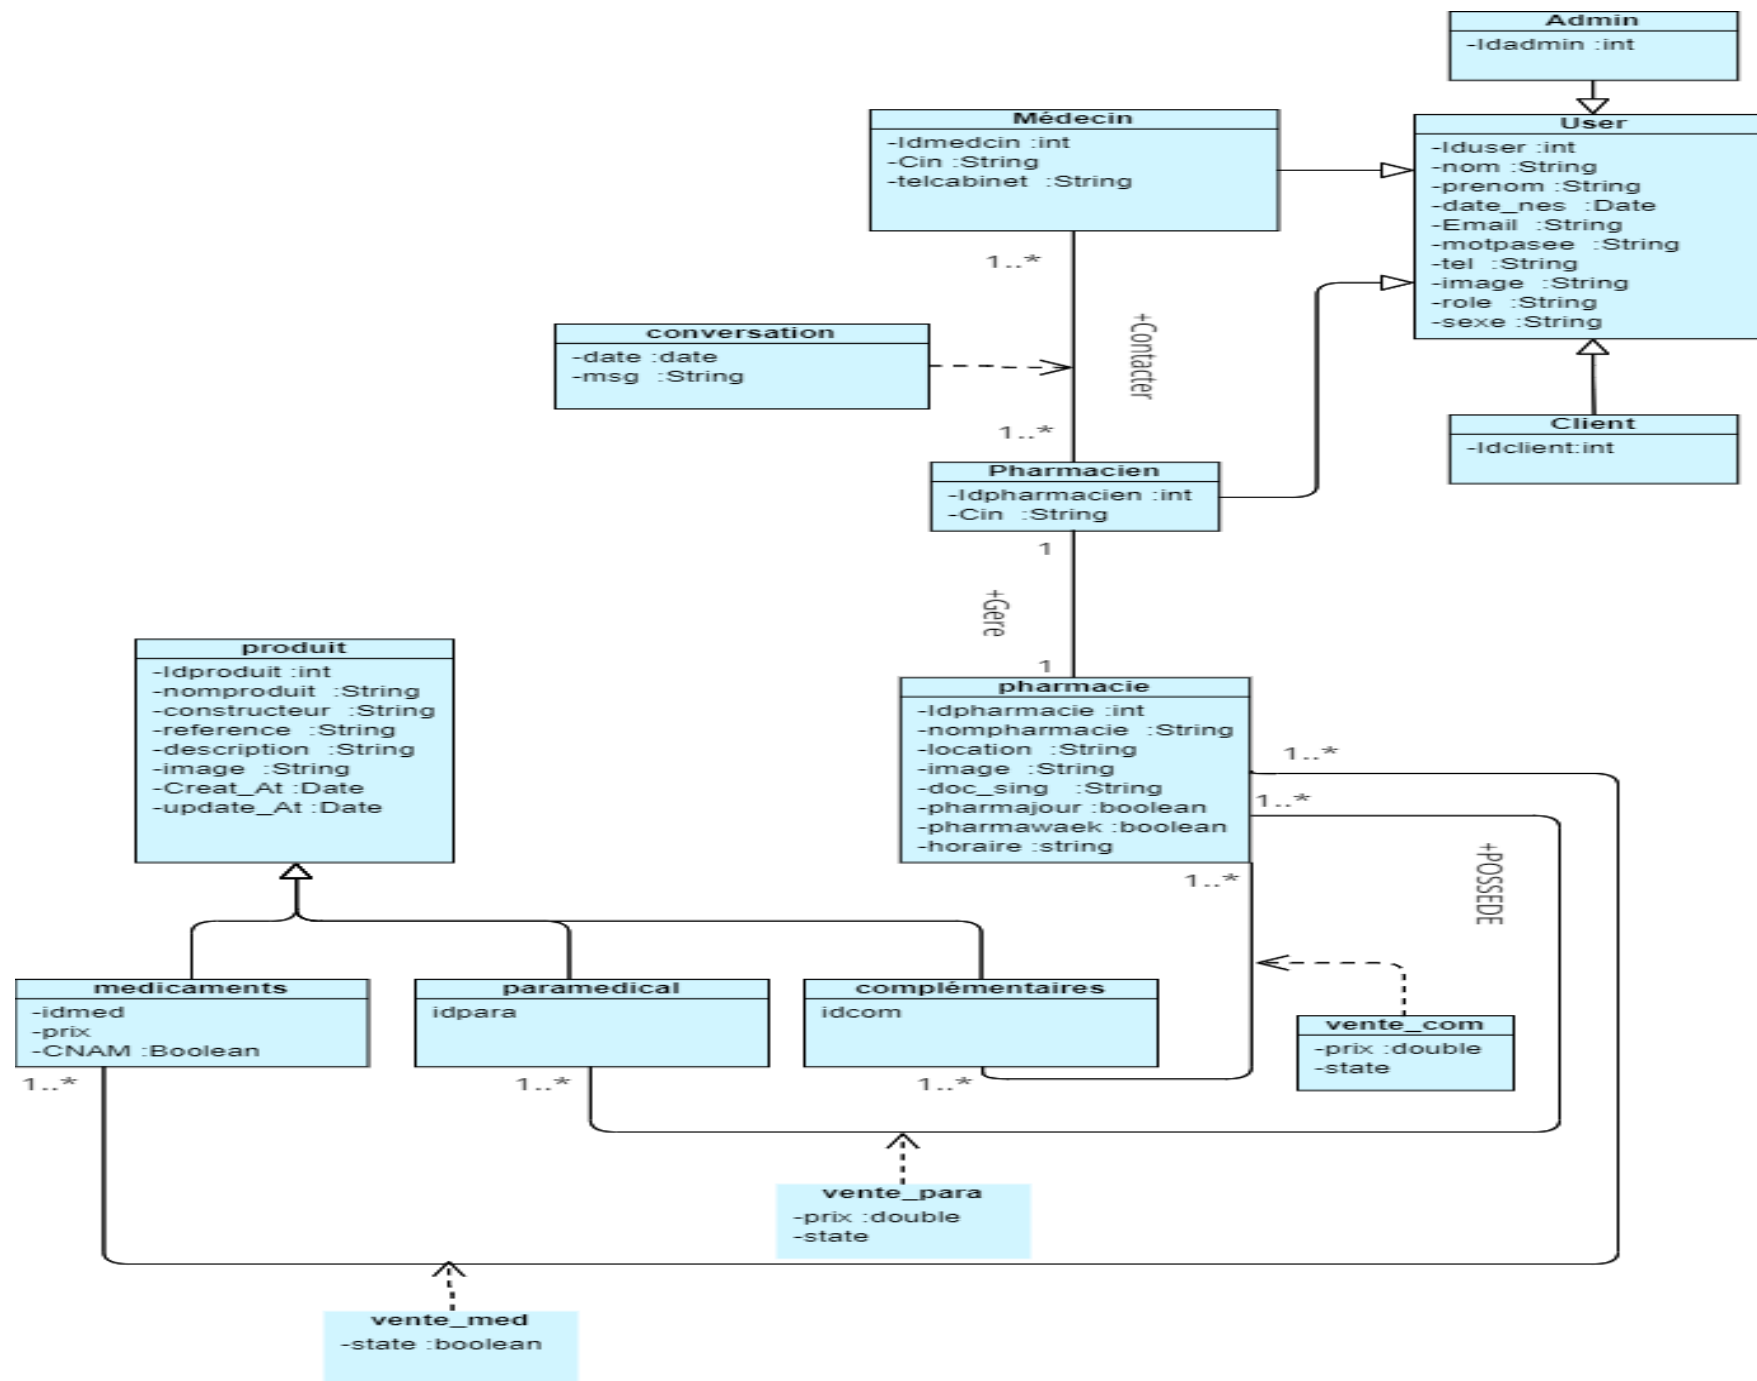 Admin
-Idadmin :int
Médecin
-Idmedcin :int
-Cin :String
-telcabinet :String
User
-Iduser :int
-nom :String
-prenom :String
-date_nes :Date
-Email :String
-motpasee :String
-tel :String
-image :String
-role :String
-sexe :String
1..*
conversation
-date :date
-msg :String
+Contacter
1..*
Client
-Idclient:int
Pharmacien
-Idpharmacien :int
-Cin :String
1
+Gere
1
produit
-Idproduit :int
-nomproduit :String
-constructeur :String
-reference :String
-description :String
-image :String
-Creat_At :Date
-update_At :Date
pharmacie
-Idpharmacie :int
-nompharmacie :String
-location :String
-image :String
-doc_sing :String
-pharmajour :boolean
-pharmawaek :boolean
-horaire :string
1..*
1..*
1..*
+POSSEDE
medicaments
-idmed
-prix
-CNAM :Boolean
1..*
paramedical
idpara
1..*
complémentaires
idcom
1..*
vente_com
-prix :double
-state
vente_para
-prix :double
-state
vente_med
-state :boolean